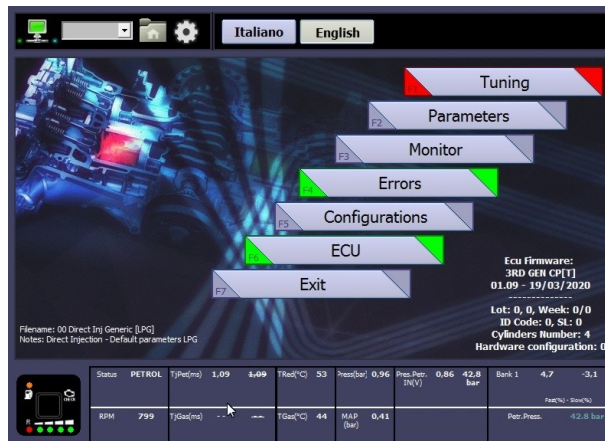 Italiano English
F1 Tuning
F2 Parameters
F3 Monitor
F4 Errors
F5 Configurations
F6 ECU
F7 Exit
Ecu Firmware:
3RD GEN CP[T]
01.09 - 19/03/2020
--------------
Lot: 0, 0, Week: 0/0
ID Code: 0, SL: 0
Cylinders Number: 4
Hardware configuration: 0
Filename: 00 Direct Inj Generic [LPG]
Notes: Direct Injection - Default parameters LPG
Status PETROL TjPet(ms) 1,09 1,09 TRed(°C) 53 Press(bar) 0,96 Pres.Petr. IN(V) 0,86 42,8 bar Bank 1 4,7 -3,1
Fast(%) - Slow(%)
RPM 799 TjGas(ms) -- -- TGas(°C) 44 MAP (bar) 0,41 Petr.Press. 42.8 bar
CHECK
R